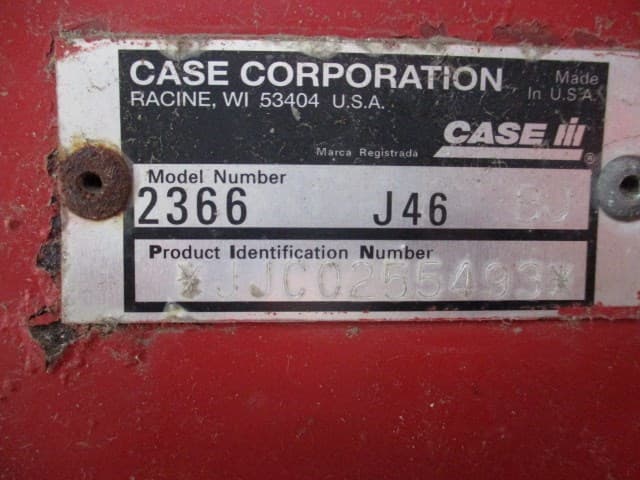 CASE CORPORATION
RACINE, WI 53404 U.S.A.
Made
In U.S.A.
Marca Registrada
CASE IH
®
Model Number
2366 J46 BJ
Product Identification Number
*JJC0255493*